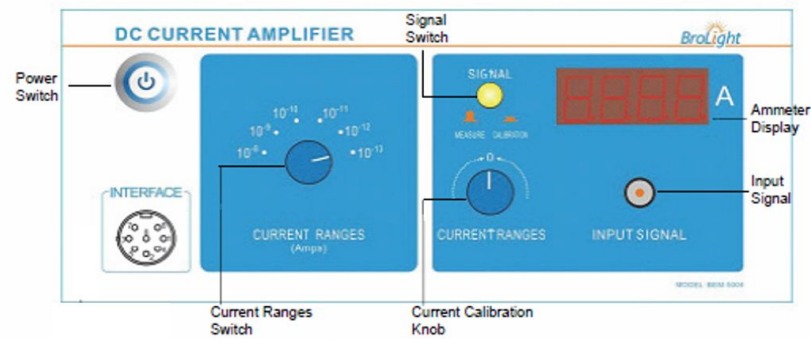 DC CURRENT AMPLIFIER
Signal
Switch
BroLight
Power
Switch
SIGNAL
A
MEASURE CALIBRATION
Ammeter
Display
10⁻¹⁰ 10⁻¹¹
10⁻⁹ 10⁻¹²
10⁻⁸ 10⁻¹³
0
INTERFACE
Input
Signal
CURRENT RANGES
(Amps)
CURRENT RANGES
INPUT SIGNAL
Current Ranges
Switch
Current Calibration
Knob